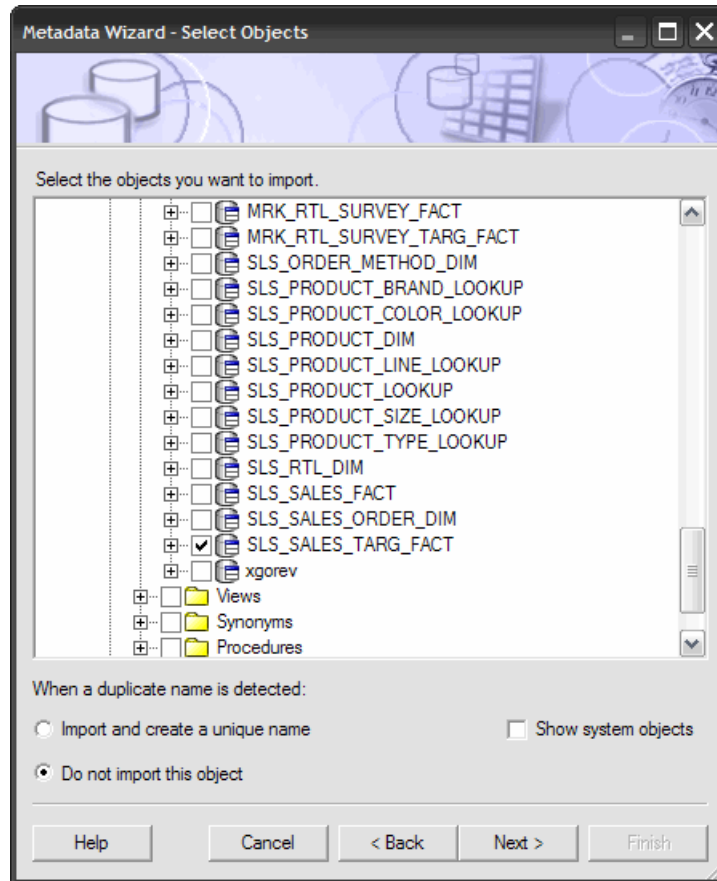 Metadata Wizard - Select Objects
Select the objects you want to import.
MRK_RTL_SURVEY_FACT
MRK_RTL_SURVEY_TARG_FACT
SLS_ORDER_METHOD_DIM
SLS_PRODUCT_BRAND_LOOKUP
SLS_PRODUCT_COLOR_LOOKUP
SLS_PRODUCT_DIM
SLS_PRODUCT_LINE_LOOKUP
SLS_PRODUCT_LOOKUP
SLS_PRODUCT_SIZE_LOOKUP
SLS_PRODUCT_TYPE_LOOKUP
SLS_RTL_DIM
SLS_SALES_FACT
SLS_SALES_ORDER_DIM
SLS_SALES_TARG_FACT
xgorev
Views
Synonyms
Procedures
When a duplicate name is detected:
Import and create a unique name Show system objects
Do not import this object
Help Cancel < Back Next > Finish